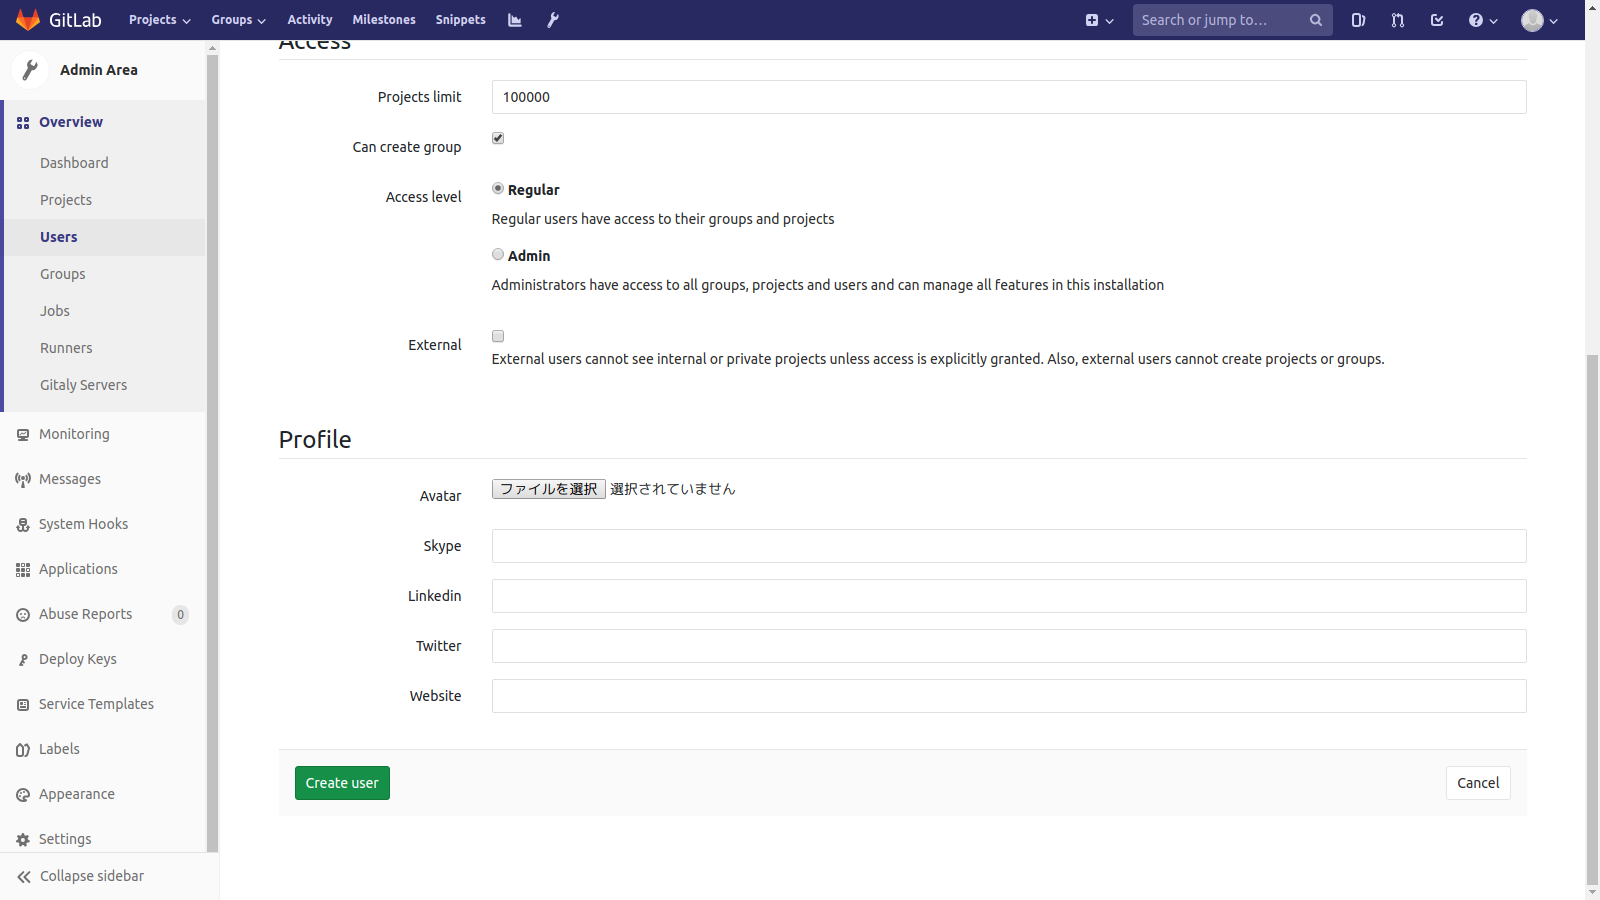 GitLab Projects Groups Activity Milestones Snippets Search or jump to...
Admin Area
Overview
Dashboard
Projects
Users
Groups
Jobs
Runners
Gitaly Servers
Monitoring
Messages
System Hooks
Applications
Abuse Reports 0
Deploy Keys
Service Templates
Labels
Appearance
Settings
Collapse sidebar
Access
Projects limit 100000
Can create group
Access level Regular
Regular users have access to their groups and projects
Admin
Administrators have access to all groups, projects and users and can manage all features in this installation
External
External users cannot see internal or private projects unless access is explicitly granted. Also, external users cannot create projects or groups.
Profile
Avatar ファイルを選択 選択されていません
Skype
Linkedin
Twitter
Website
Create user Cancel